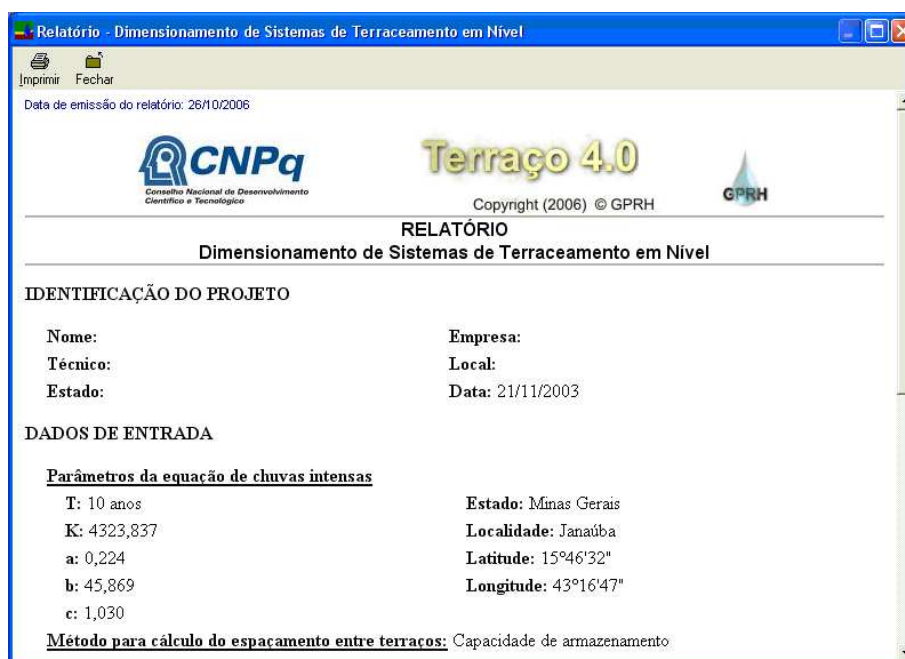 Relatório - Dimensionamento de Sistemas de Terraceamento em Nível
Imprimir Fechar
Data de emissão do relatório: 26/10/2006
CNPq
Conselho Nacional de Desenvolvimento
Científico e Tecnológico
Terraço 4.0
Copyright (2006) © GPRH
GPRH
RELATÓRIO
Dimensionamento de Sistemas de Terraceamento em Nível
IDENTIFICAÇÃO DO PROJETO
Nome: Empresa:
Técnico: Local:
Estado: Data: 21/11/2003
DADOS DE ENTRADA
Parâmetros da equação de chuvas intensas
T: 10 anos Estado: Minas Gerais
K: 4323,837 Localidade: Janaúba
a: 0,224 Latitude: 15°46'32"
b: 45,869 Longitude: 43°16'47"
c: 1,030
Método para cálculo do espaçamento entre terraços: Capacidade de armazenamento